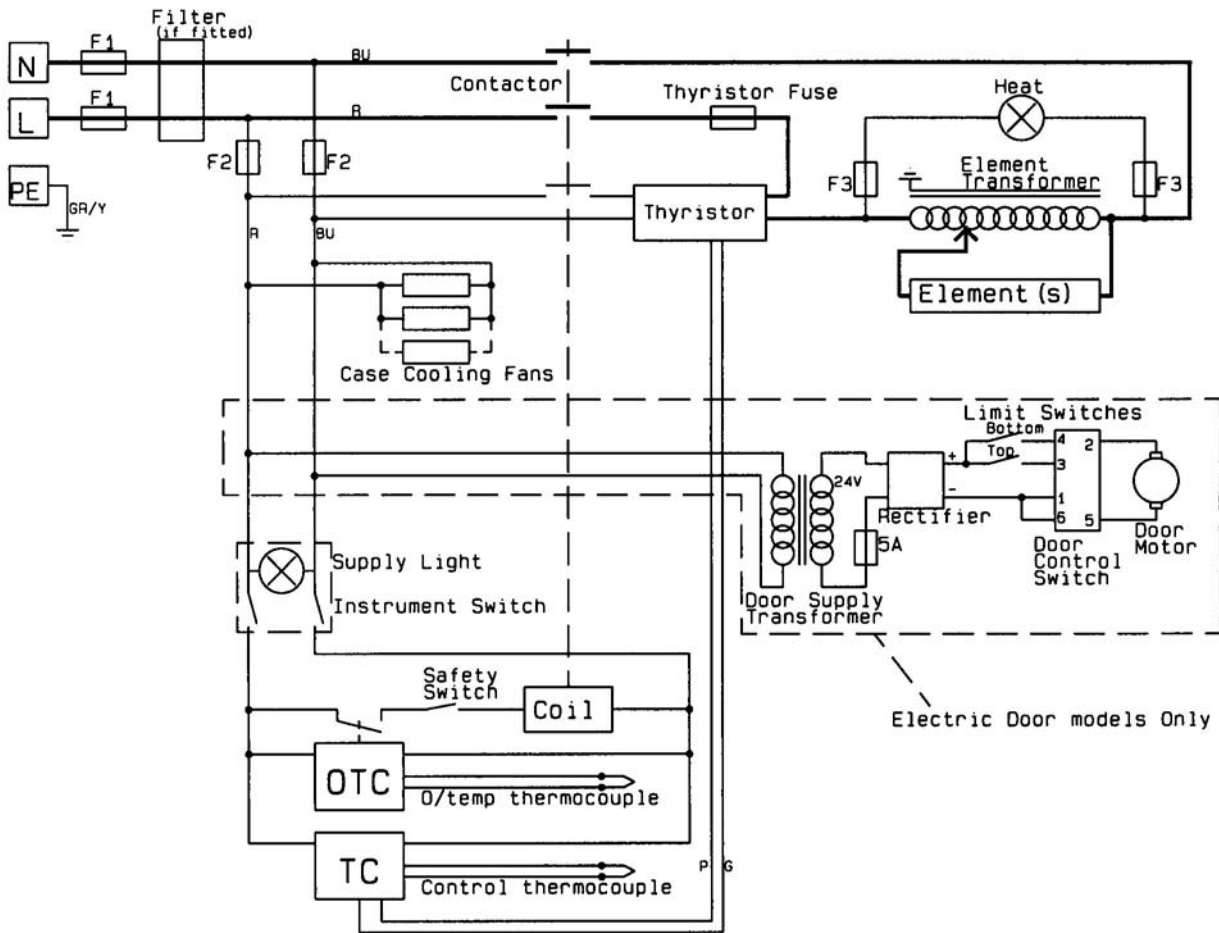 Filter
(if fitted)
F1
N
BU
Contactor
F1
L
R
Thyristor Fuse
Heat
F2
F2
PE
GR/Y
Element
Transformer
F3
F3
Thyristor
R
BU
Element(s)
Case Cooling Fans
Limit Switches
Bottom
4
2
Top
3
+
-
24V
1
6
5
Rectifier
5A
Door
Control
Switch
Door
Motor
Supply Light
Instrument Switch
Door Supply
Transformer
Safety
Switch
Coil
Electric Door models Only
OTC
O/temp thermocouple
TC
Control thermocouple
P
G